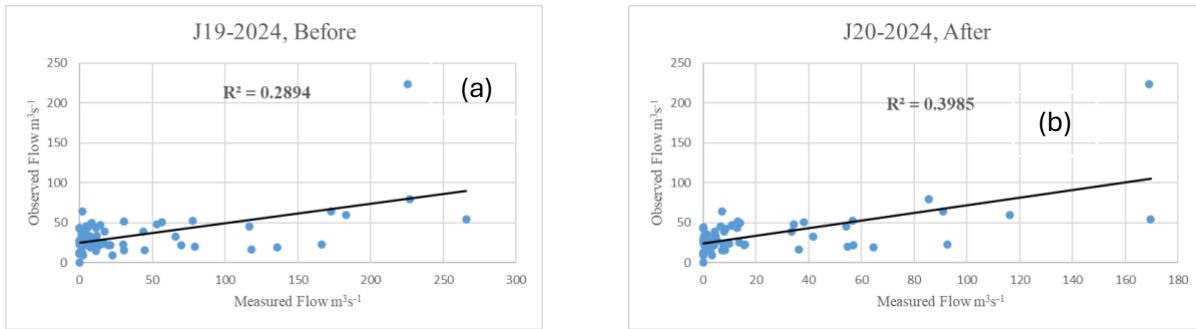 J19-2024, Before
250
200
150
100
50
0
Observed Flow m³s⁻¹
R² = 0.2894
(a)
0 50 100 150 200 250 300
Measured Flow m³s⁻¹
J20-2024, After
250
200
150
100
50
0
Observed Flow m³s⁻¹
R² = 0.3985
(b)
0 20 40 60 80 100 120 140 160 180
Measured Flow m³s⁻¹